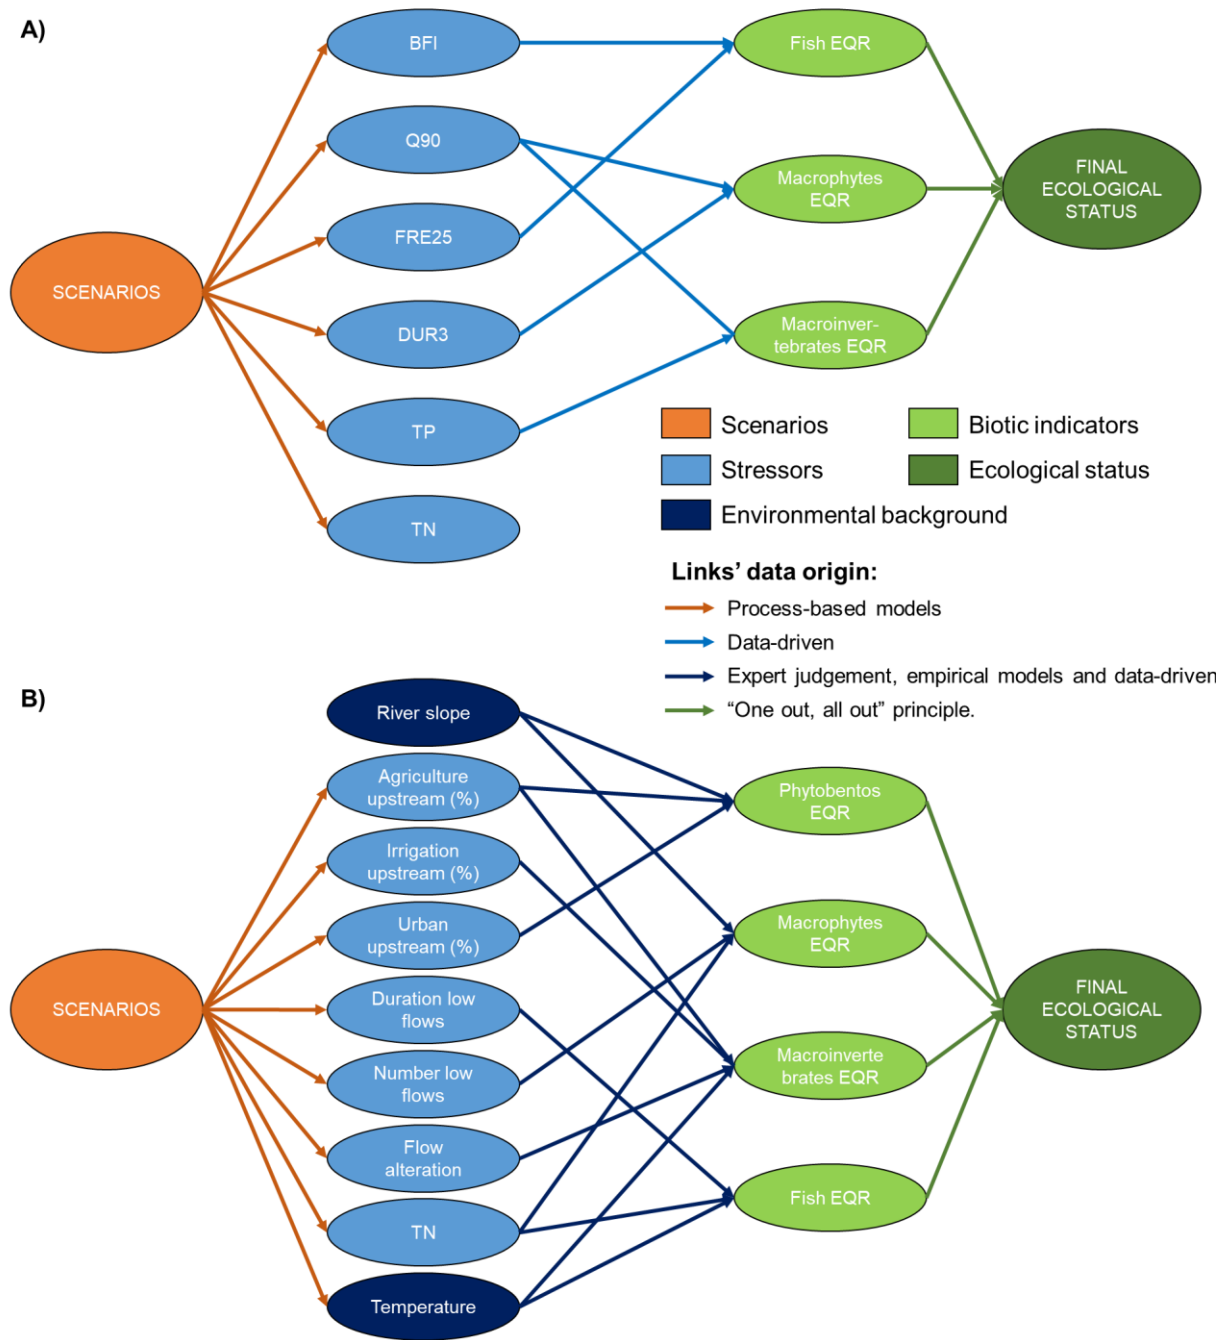 A)
BFI
Q90
FRE25
DUR3
TP
TN
SCENARIOS
Fish EQR
Macrophytes
EQR
Macroinver-
tebrates EQR
FINAL
ECOLOGICAL
STATUS
Scenarios
Biotic indicators
Stressors
Ecological status
Environmental background
Links' data origin:
Process-based models
Data-driven
Expert judgement, empirical models and data-driven
“One out, all out” principle.
B)
River slope
Agriculture
upstream (%)
Irrigation
upstream (%)
Urban
upstream (%)
Duration low
flows
Number low
flows
Flow
alteration
TN
Temperature
SCENARIOS
Phytobentos
EQR
Macrophytes
EQR
Macroinverte
brates EQR
Fish EQR
FINAL
ECOLOGICAL
STATUS